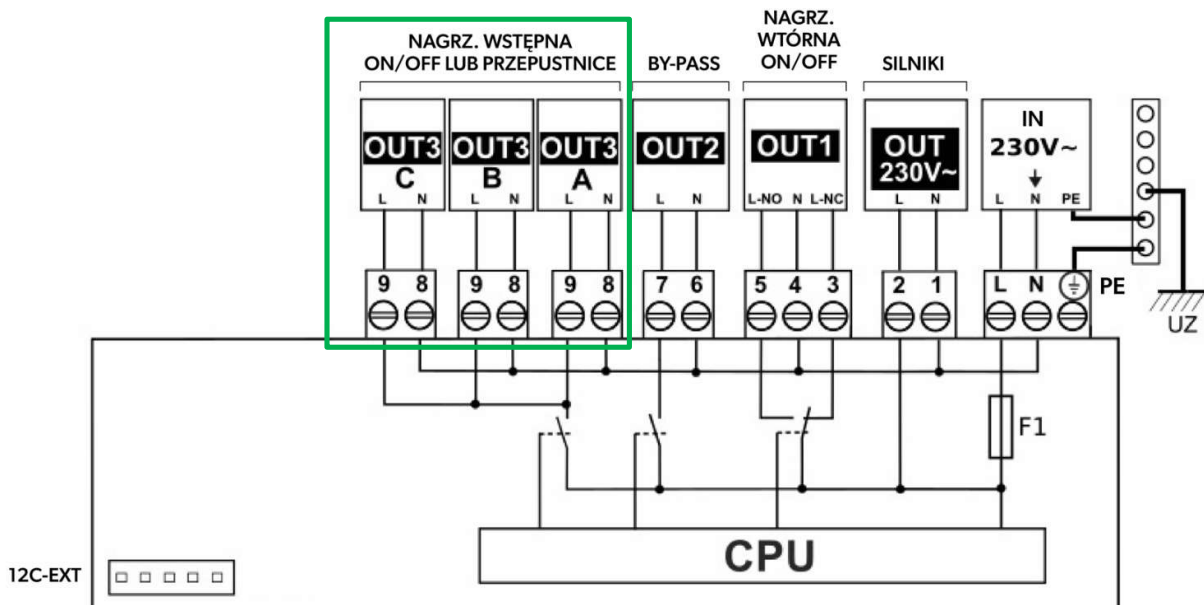 NAGRZ. WSTĘPNA
ON/OFF LUB PRZEPUSTNICE
BY-PASS
NAGRZ.
WTÓRNA
ON/OFF
SILNIKI
OUT3
C
L N
OUT3
B
L N
OUT3
A
L N
OUT2
L N
OUT1
L-NO N L-NC
OUT
230V~
L N
IN
230V~
L N PE
9 8
9 8
9 8
7 6
5 4 3
2 1
L N
PE
UZ
F1
CPU
12C-EXT